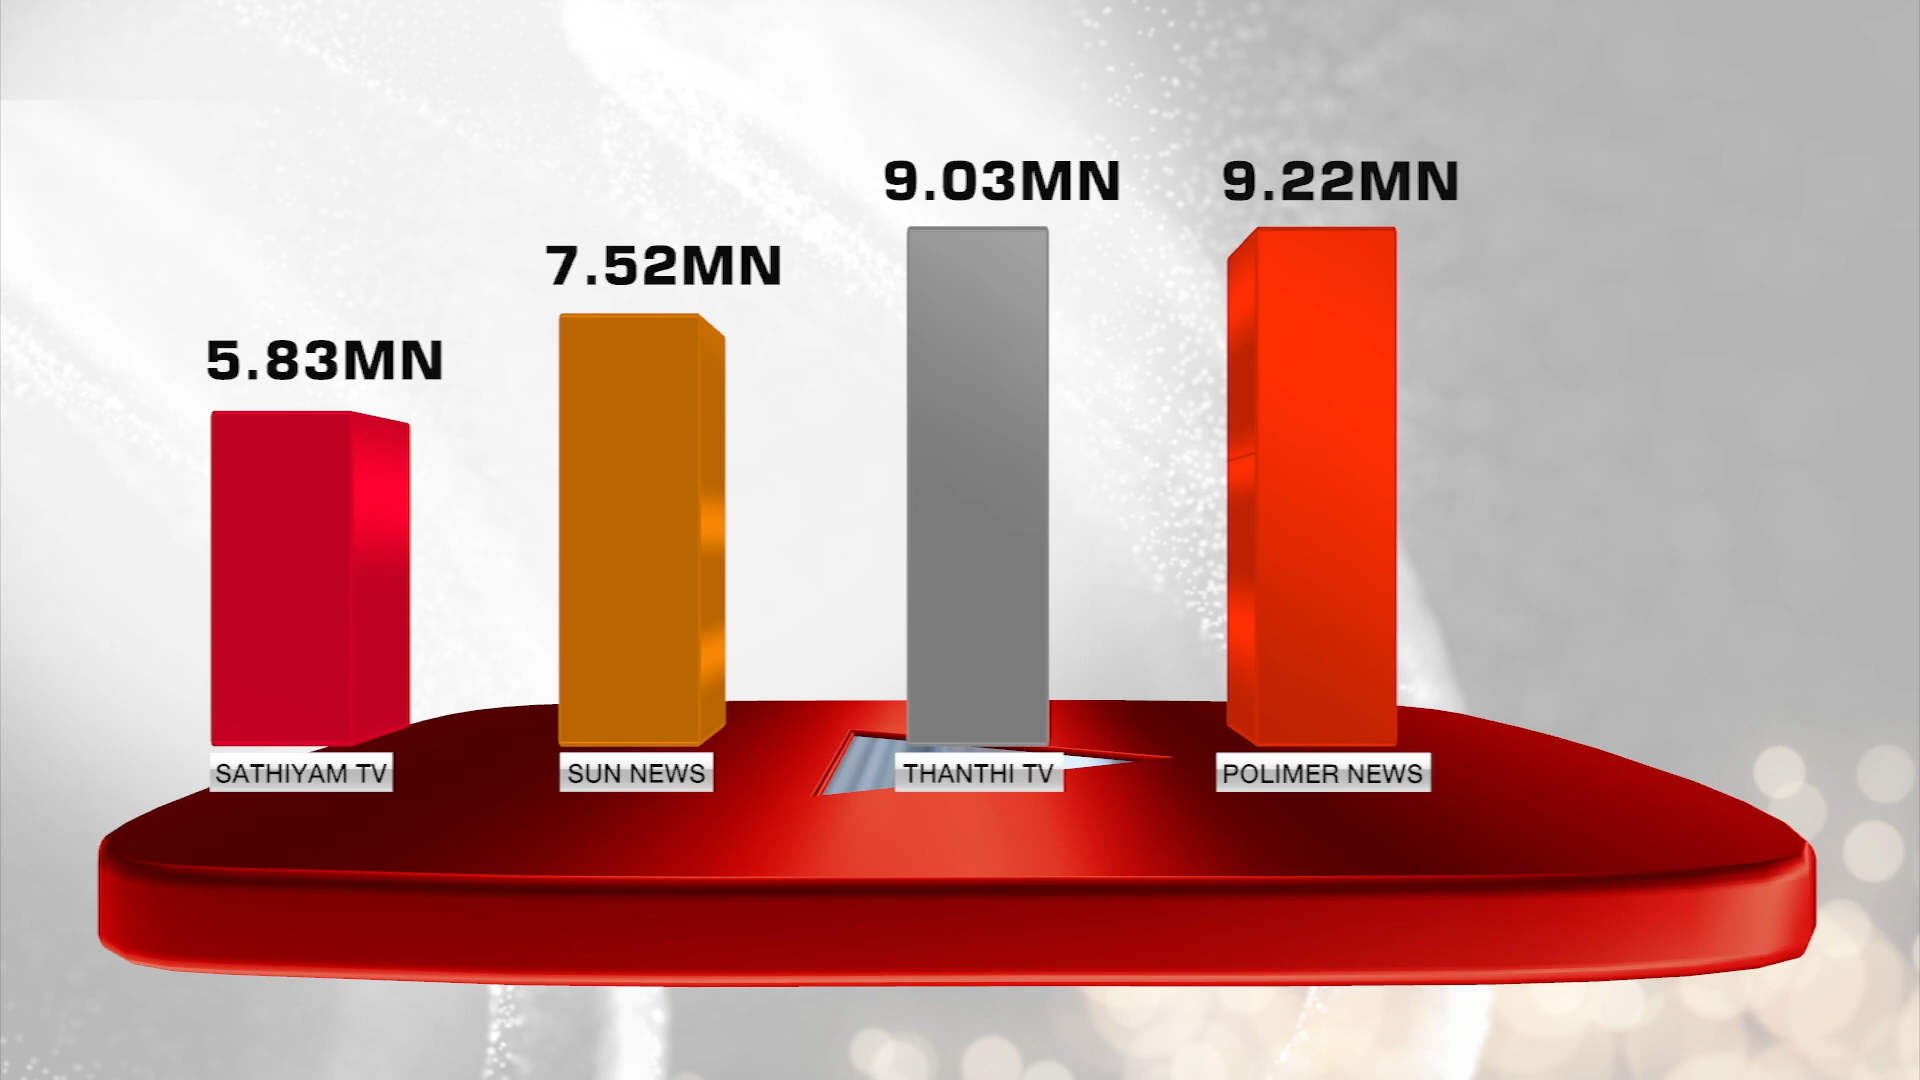 9.03MN
9.22MN
7.52MN
5.83MN
SATHIYAM TV
SUN NEWS
THANTHI TV
POLIMER NEWS